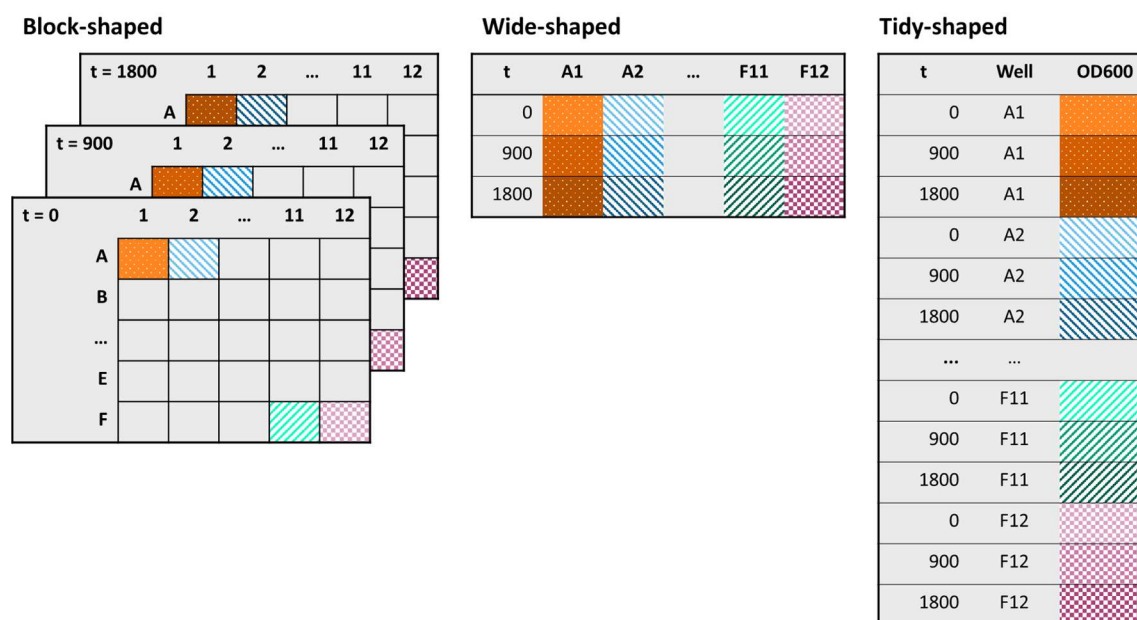 Block-shaped
t = 1800 1 2 ... 11 12
A
t = 900 1 2 ... 11 12
A
t = 0 1 2 ... 11 12
A
B
...
E
F
Wide-shaped
t A1 A2 ... F11 F12
0
900
1800
Tidy-shaped
t Well OD600
0 A1
900 A1
1800 A1
0 A2
900 A2
1800 A2
... ...
0 F11
900 F11
1800 F11
0 F12
900 F12
1800 F12